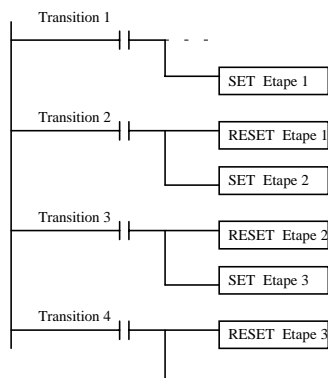 Transition 1
SET Etape 1
Transition 2
RESET Etape 1
SET Etape 2
Transition 3
RESET Etape 2
SET Etape 3
Transition 4
RESET Etape 3